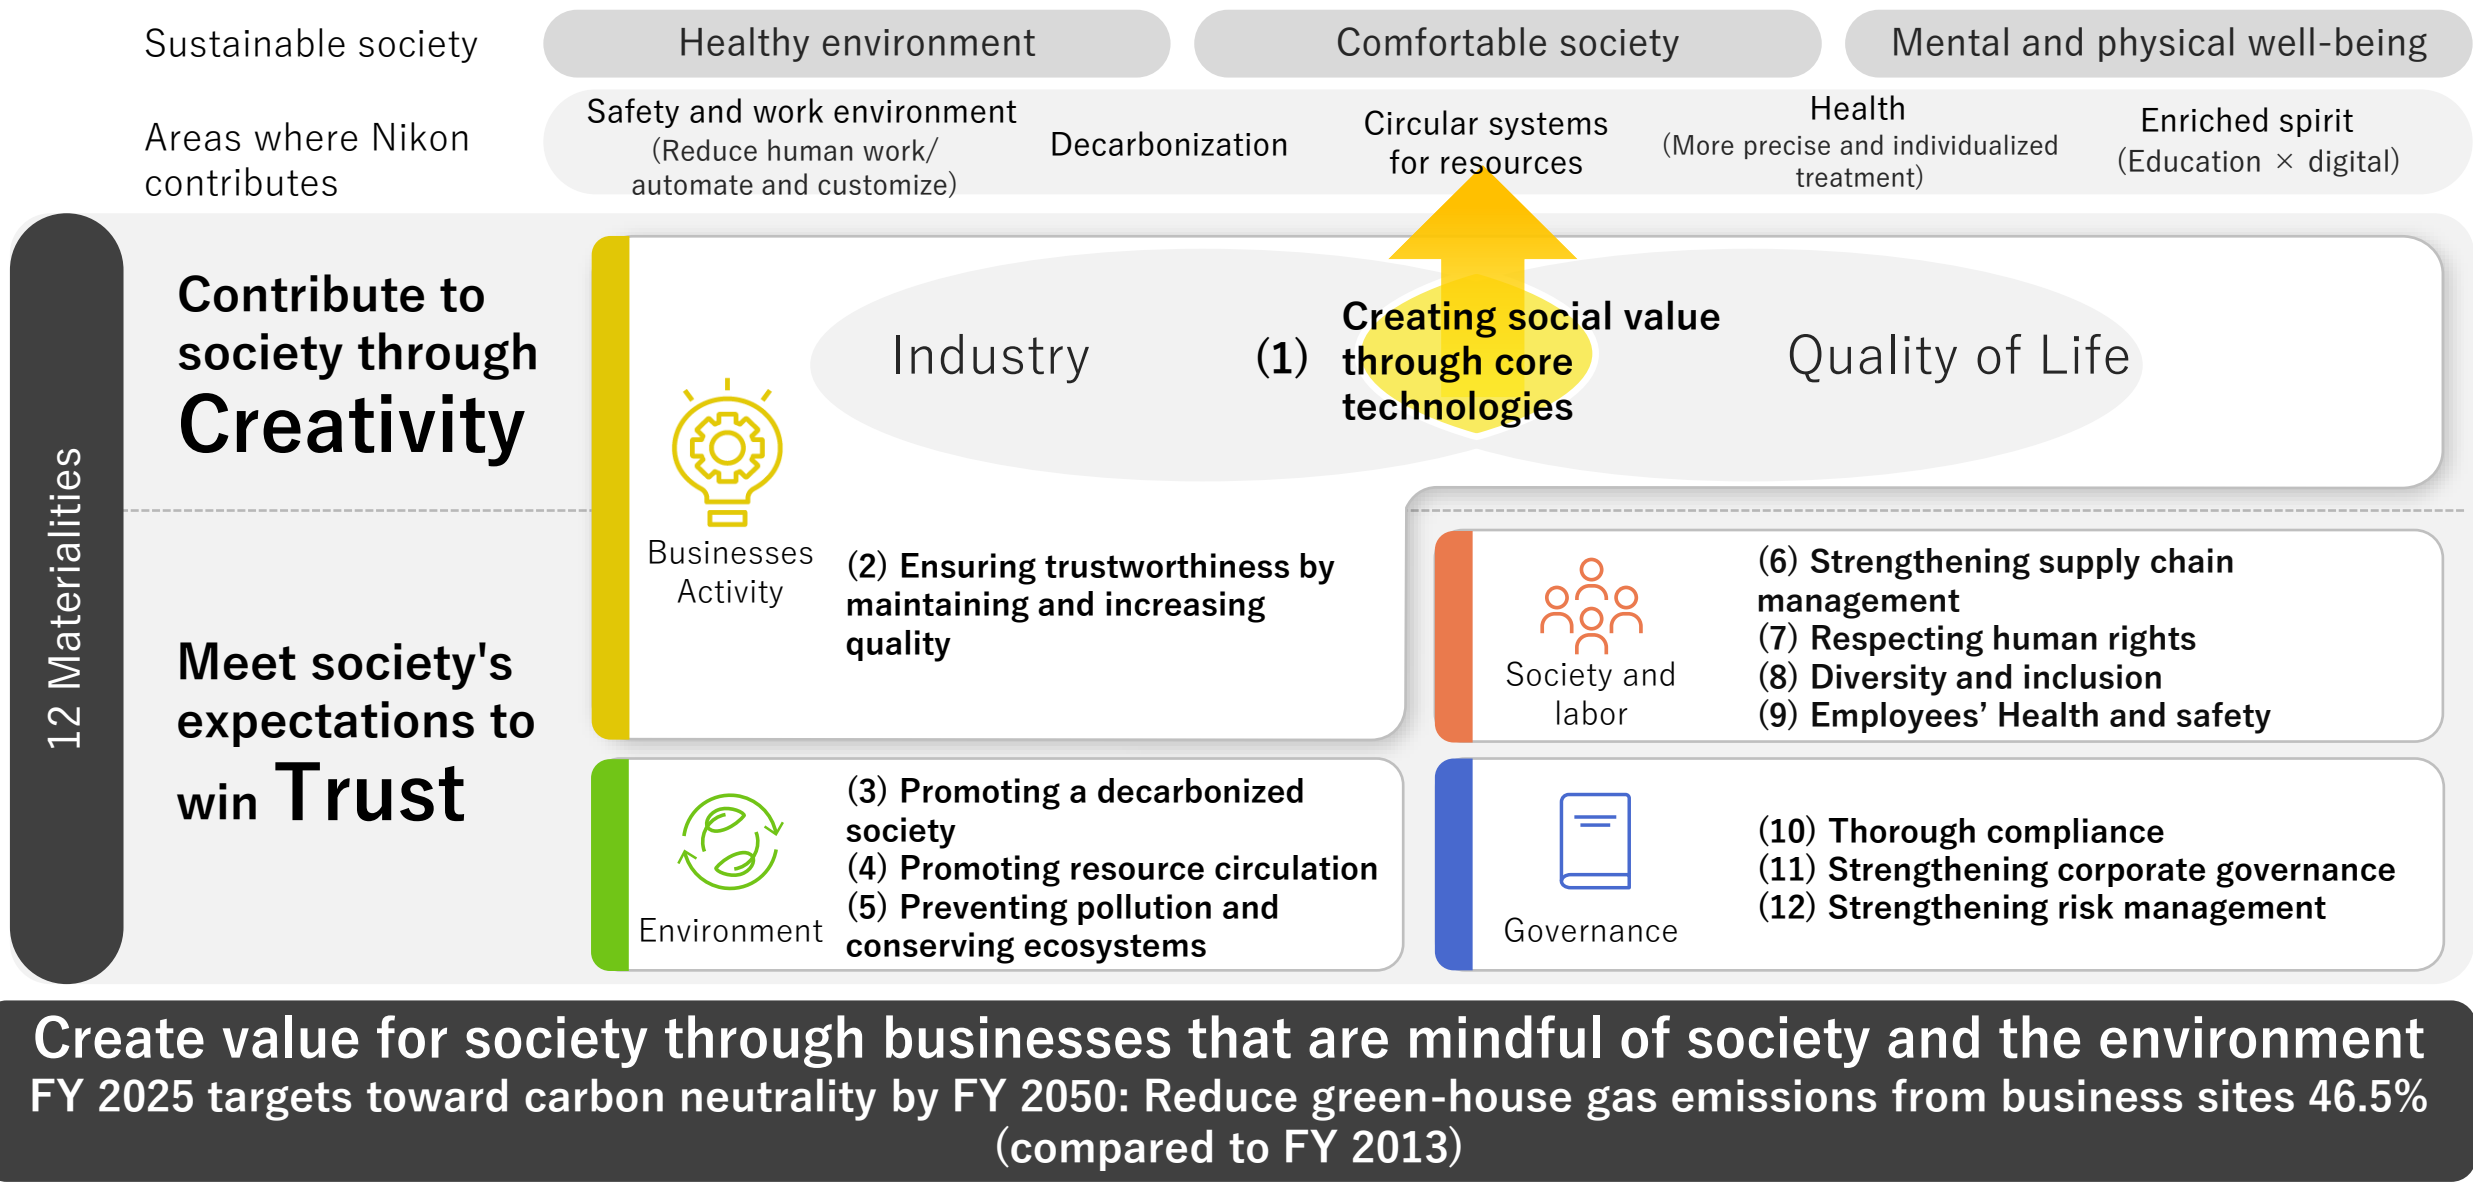 Sustainable society
Healthy environment
Comfortable society
Mental and physical well-being
Areas where Nikon
contributes
Safety and work environment
(Reduce human work/
automate and customize)
Decarbonization
Circular systems
for resources
Health
(More precise and individualized
treatment)
Enriched spirit
(Education × digital)
12 Materialities
Contribute to
society through
Creativity
Industry
(1)
Creating social value
through core
technologies
Quality of Life
Businesses
Activity
(2) Ensuring trustworthiness by
maintaining and increasing
quality
Meet society's
expectations to
win Trust
Society and
labor
(6) Strengthening supply chain
management
(7) Respecting human rights
(8) Diversity and inclusion
(9) Employees’ Health and safety
Environment
(3) Promoting a decarbonized
society
(4) Promoting resource circulation
(5) Preventing pollution and
conserving ecosystems
Governance
(10) Thorough compliance
(11) Strengthening corporate governance
(12) Strengthening risk management
Create value for society through businesses that are mindful of society and the environment
FY 2025 targets toward carbon neutrality by FY 2050: Reduce green-house gas emissions from business sites 46.5%
(compared to FY 2013)